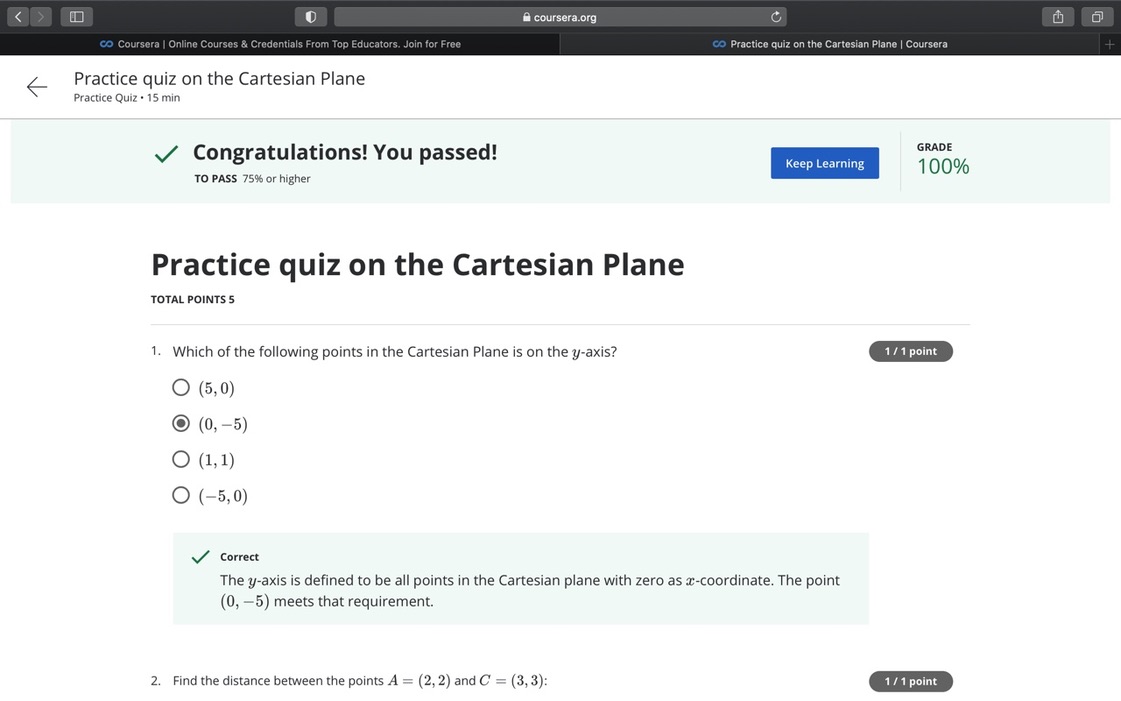 coursera.org
Coursera | Online Courses & Credentials From Top Educators. Join for Free
Practice quiz on the Cartesian Plane | Coursera
Practice quiz on the Cartesian Plane
Practice Quiz • 15 min
Congratulations! You passed!
TO PASS 75% or higher
Keep Learning
GRADE
100%
Practice quiz on the Cartesian Plane
TOTAL POINTS 5
1. Which of the following points in the Cartesian Plane is on the y-axis?
1 / 1 point
(5, 0)
(0, −5)
(1, 1)
(−5, 0)
Correct
The y-axis is defined to be all points in the Cartesian plane with zero as x-coordinate. The point
(0, −5) meets that requirement.
2. Find the distance between the points A = (2, 2) and C = (3, 3):
1 / 1 point